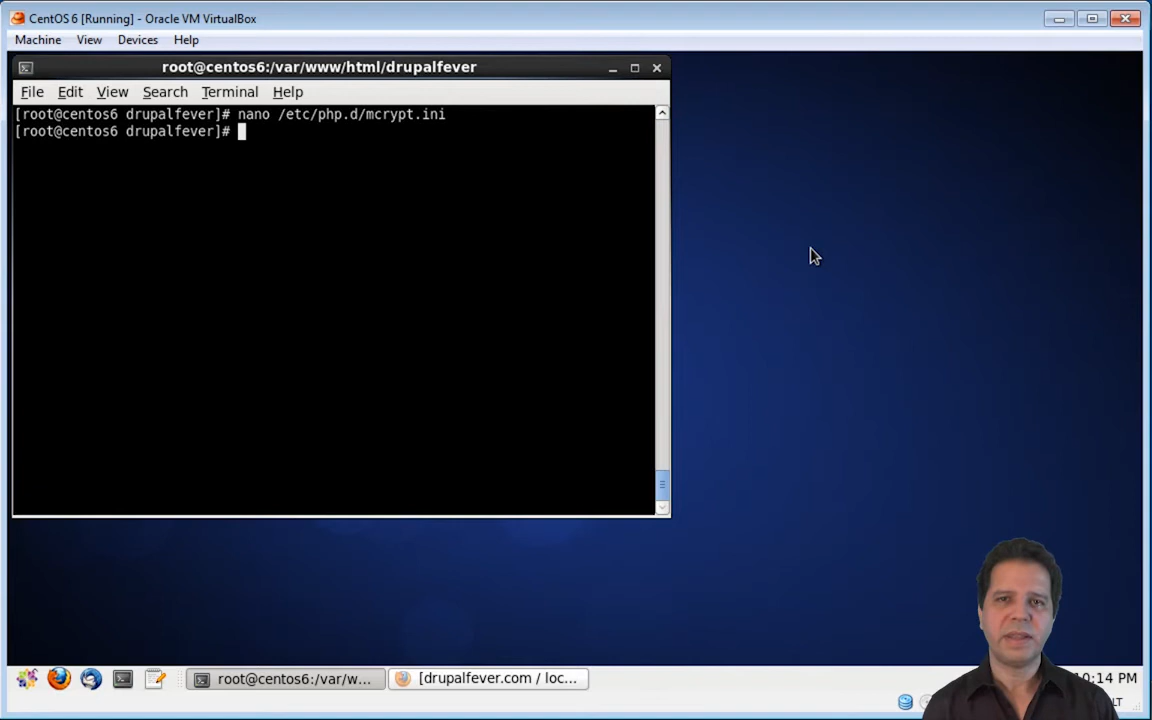 CentOS 6 [Running] - Oracle VM VirtualBox
Machine View Devices Help
root@centos6:/var/www/html/drupalfever
File Edit View Search Terminal Help
[root@centos6 drupalfever]# nano /etc/php.d/mcrypt.ini
[root@centos6 drupalfever]#
root@centos6:/var/w... [drupalfever.com / loc... 10:14 PM
LT